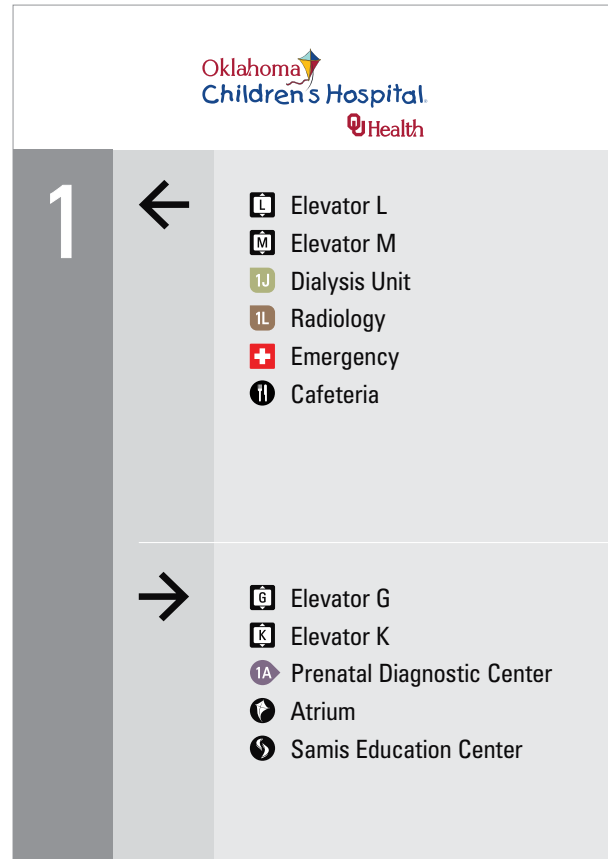 Oklahoma
Children's Hospital.
OU Health
1
L Elevator L
M Elevator M
1J Dialysis Unit
1L Radiology
Emergency
Cafeteria
G Elevator G
K Elevator K
1A Prenatal Diagnostic Center
Atrium
Samis Education Center